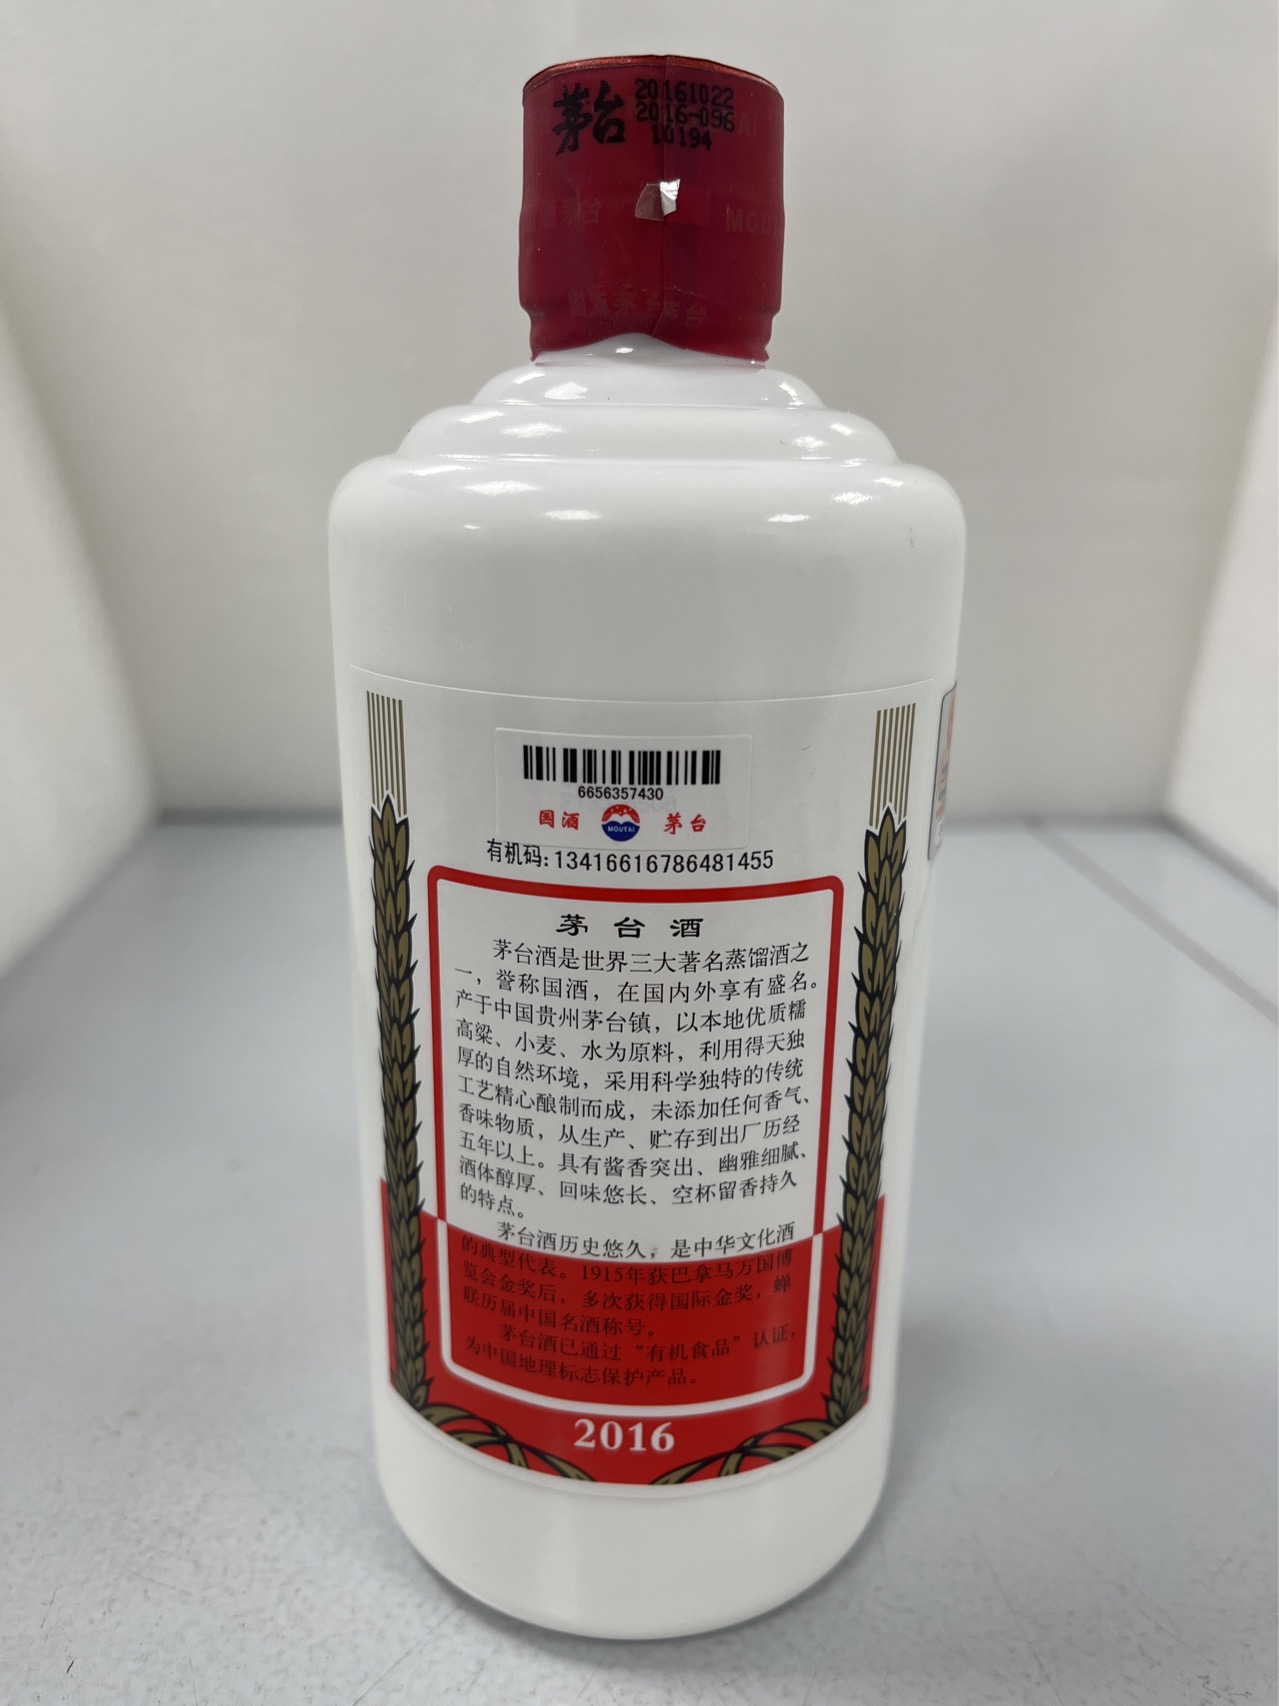 茅台
20161022
2016-096
10194
MOUT
茅台
6656357430
国酒 MOUTAI 茅台
有机码:13416616786481455
茅台酒
茅台酒是世界三大著名蒸馏酒之
一，誉称国酒，在国内外享有盛名。
产于中国贵州茅台镇，以本地优质糯
高粱、小麦、水为原料，利用得天独
厚的自然环境，采用科学独特的传统
工艺精心酿制而成，未添加任何香气、
香味物质，从生产、贮存到出厂历经
五年以上。具有酱香突出、幽雅细腻、
酒体醇厚、回味悠长、空杯留香持久
的特点。
茅台酒历史悠久，是中华文化酒
的典型代表。1915年获巴拿马万国博
览会金奖后，多次获得国际金奖，蝉
联历届中国名酒称号。
茅台酒已通过“有机食品”认证，
为中国地理标志保护产品。
2016